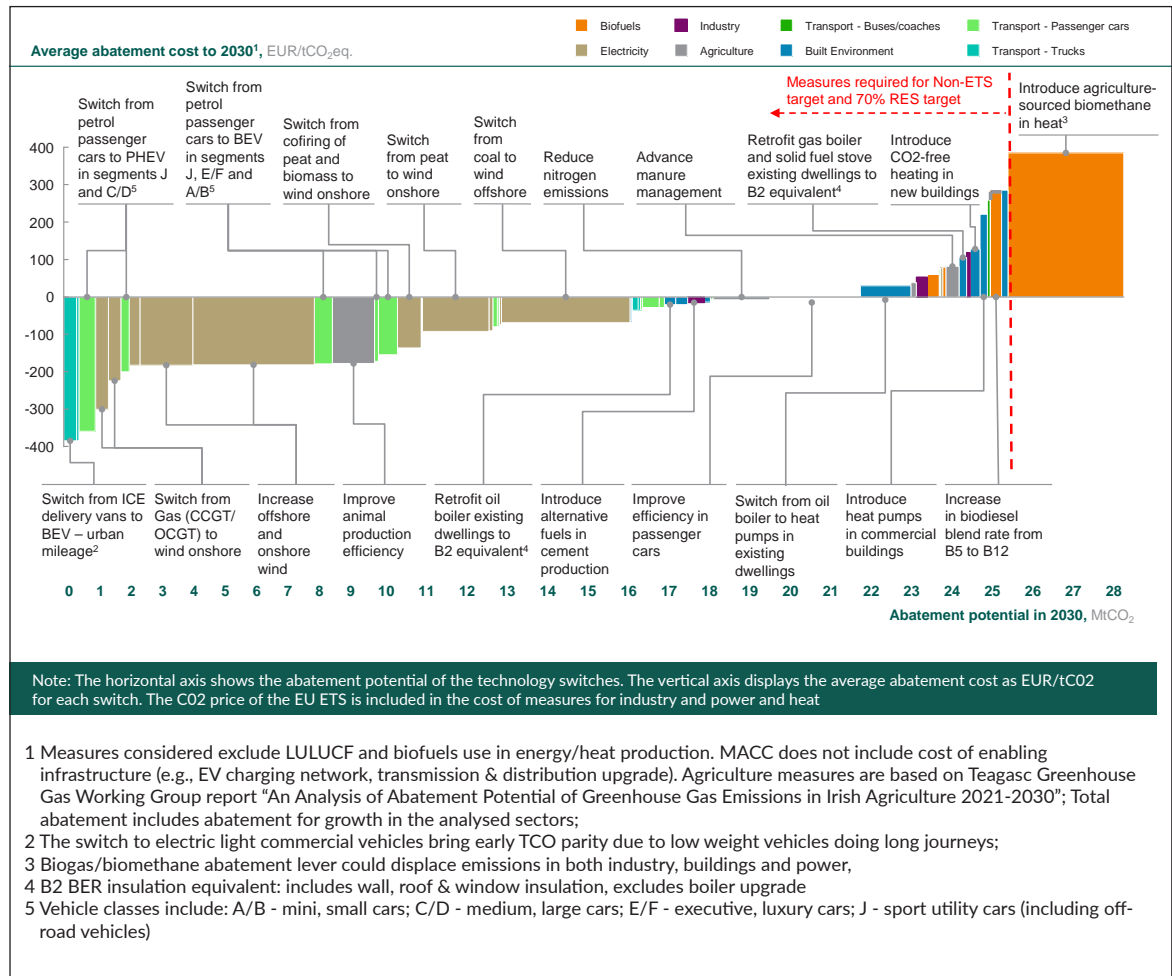 Biofuels
Industry
Transport - Buses/coaches
Transport - Passenger cars
Average abatement cost to 2030¹, EUR/tCO2eq.
Electricity
Agriculture
Built Environment
Transport - Trucks
Switch from
petrol
passenger
cars to PHEV
in segments J
and C/D⁵
Switch from
petrol
passenger
cars to BEV
in segments
J, E/F and
A/B⁵
Switch from
cofiring of
peat and
biomass to
wind onshore
Switch
from peat
to wind
onshore
Switch
from
coal to
wind
offshore
Reduce
nitrogen
emissions
Advance
manure
management
Measures required for Non-ETS
target and 70% RES target
Retrofit gas boiler
and solid fuel stove
existing dwellings to
B2 equivalent⁴
Introduce
CO2-free
heating in
new buildings
Introduce agriculture-
sourced biomethane
in heat³
400
300
200
100
0
-100
-200
-300
-400
Switch from ICE
delivery vans to
BEV – urban
mileage²
Switch from
Gas (CCGT/
OCGT) to
wind onshore
Increase
offshore
and
onshore
wind
Improve
animal
production
efficiency
Retrofit oil
boiler existing
dwellings to
B2 equivalent⁴
Introduce
alternative
fuels in
cement
production
Improve
efficiency in
passenger
cars
Switch from oil
boiler to heat
pumps in
existing
dwellings
Introduce
heat pumps
in commercial
buildings
Increase
in biodiesel
blend rate from
B5 to B12
0 1 2 3 4 5 6 7 8 9 10 11 12 13 14 15 16 17 18 19 20 21 22 23 24 25 26 27 28
Abatement potential in 2030, MtCO2
Note: The horizontal axis shows the abatement potential of the technology switches. The vertical axis displays the average abatement cost as EUR/tC02
for each switch. The C02 price of the EU ETS is included in the cost of measures for industry and power and heat
1 Measures considered exclude LULUCF and biofuels use in energy/heat production. MACC does not include cost of enabling
infrastructure (e.g., EV charging network, transmission & distribution upgrade). Agriculture measures are based on Teagasc Greenhouse
Gas Working Group report “An Analysis of Abatement Potential of Greenhouse Gas Emissions in Irish Agriculture 2021-2030”; Total
abatement includes abatement for growth in the analysed sectors;
2 The switch to electric light commercial vehicles bring early TCO parity due to low weight vehicles doing long journeys;
3 Biogas/biomethane abatement lever could displace emissions in both industry, buildings and power,
4 B2 BER insulation equivalent: includes wall, roof & window insulation, excludes boiler upgrade
5 Vehicle classes include: A/B - mini, small cars; C/D - medium, large cars; E/F - executive, luxury cars; J - sport utility cars (including off-
road vehicles)